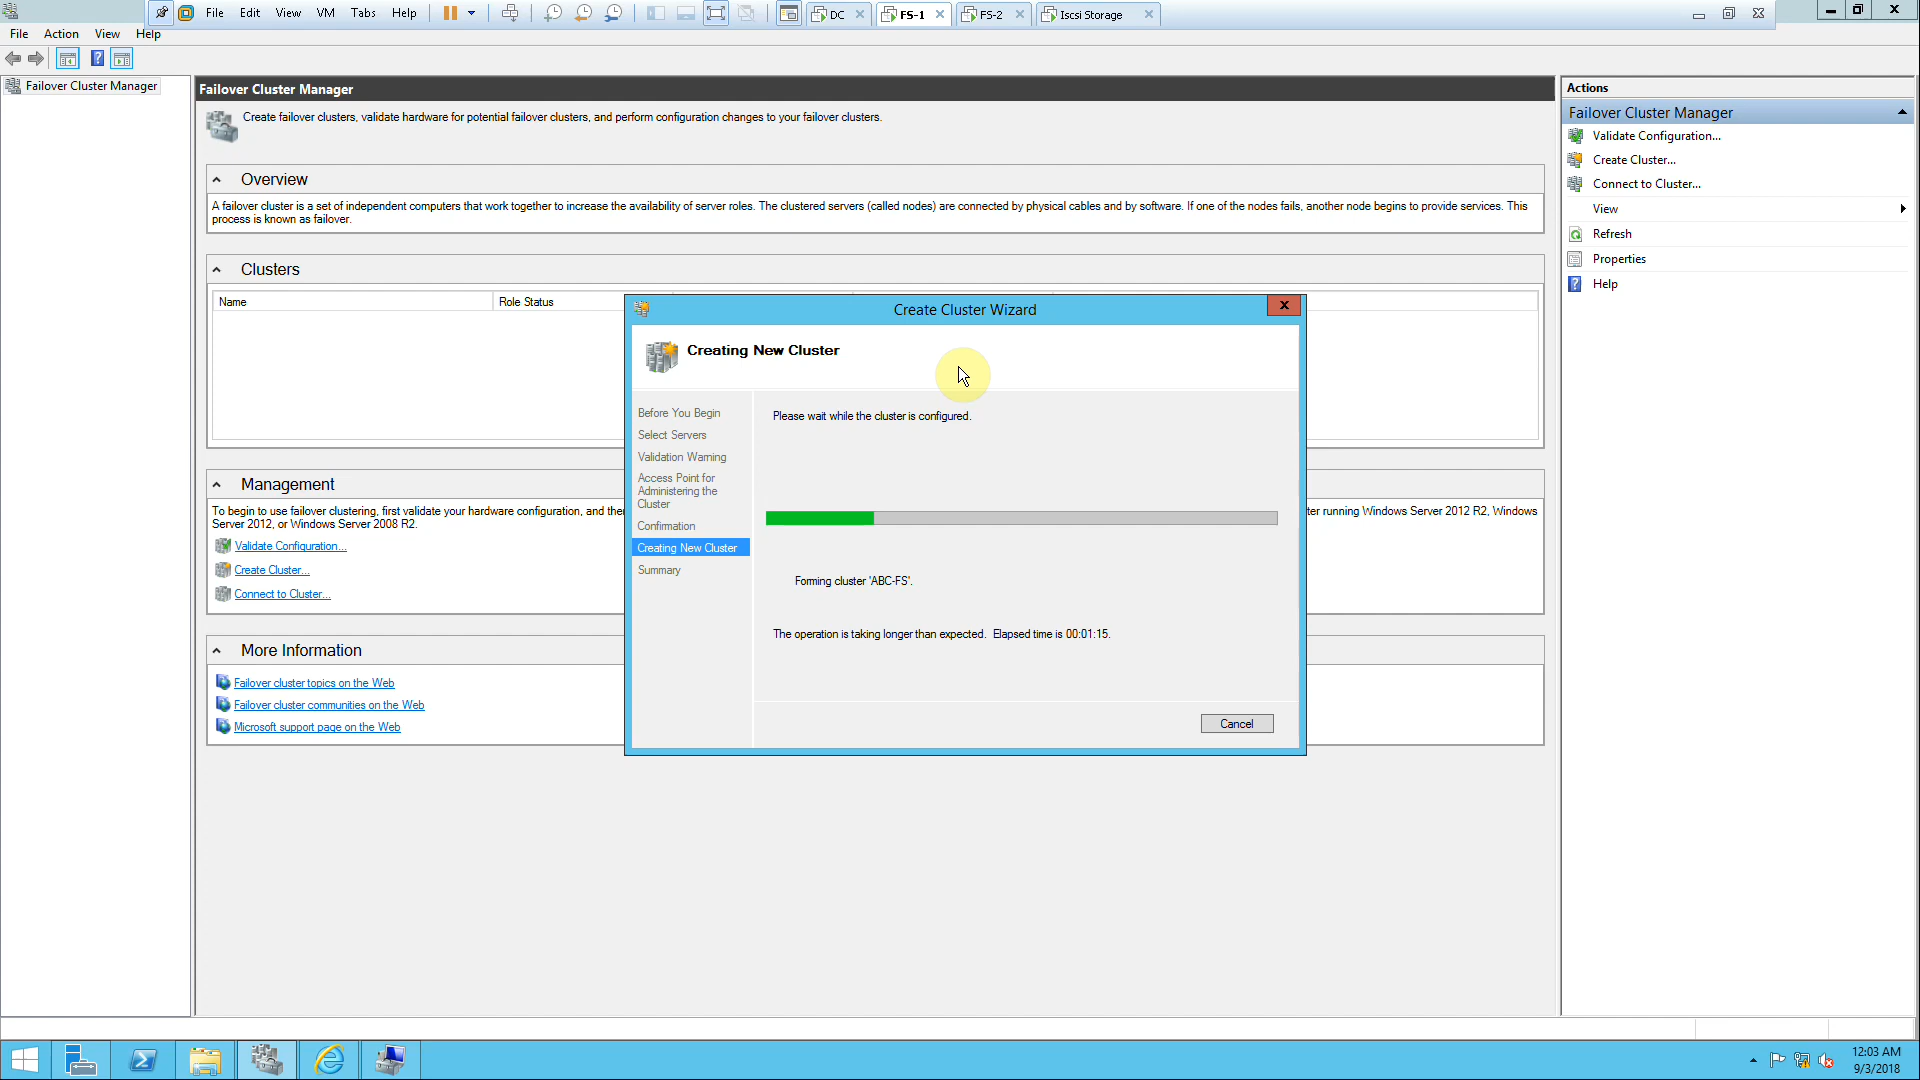 File Edit View VM Tabs Help
DC
FS-1
FS-2
Iscsi Storage
File Action View Help
Failover Cluster Manager
Failover Cluster Manager
Create failover clusters, validate hardware for potential failover clusters, and perform configuration changes to your failover clusters.
Overview
A failover cluster is a set of independent computers that work together to increase the availability of server roles. The clustered servers (called nodes) are connected by physical cables and by software. If one of the nodes fails, another node begins to provide services. This
process is known as failover.
Clusters
Name Role Status
Management
To begin to use failover clustering, first validate your hardware configuration, and the
ter running Windows Server 2012 R2, Windows
Server 2012, or Windows Server 2008 R2.
Validate Configuration...
Create Cluster...
Connect to Cluster...
More Information
Failover cluster topics on the Web
Failover cluster communities on the Web
Microsoft support page on the Web
Create Cluster Wizard
Creating New Cluster
Before You Begin
Select Servers
Validation Warning
Access Point for
Administering the
Cluster
Confirmation
Creating New Cluster
Summary
Please wait while the cluster is configured.
Forming cluster 'ABC-FS'.
The operation is taking longer than expected. Elapsed time is 00:01:15.
Cancel
Actions
Failover Cluster Manager
Validate Configuration...
Create Cluster...
Connect to Cluster...
View
Refresh
Properties
Help
12:03 AM
9/3/2018